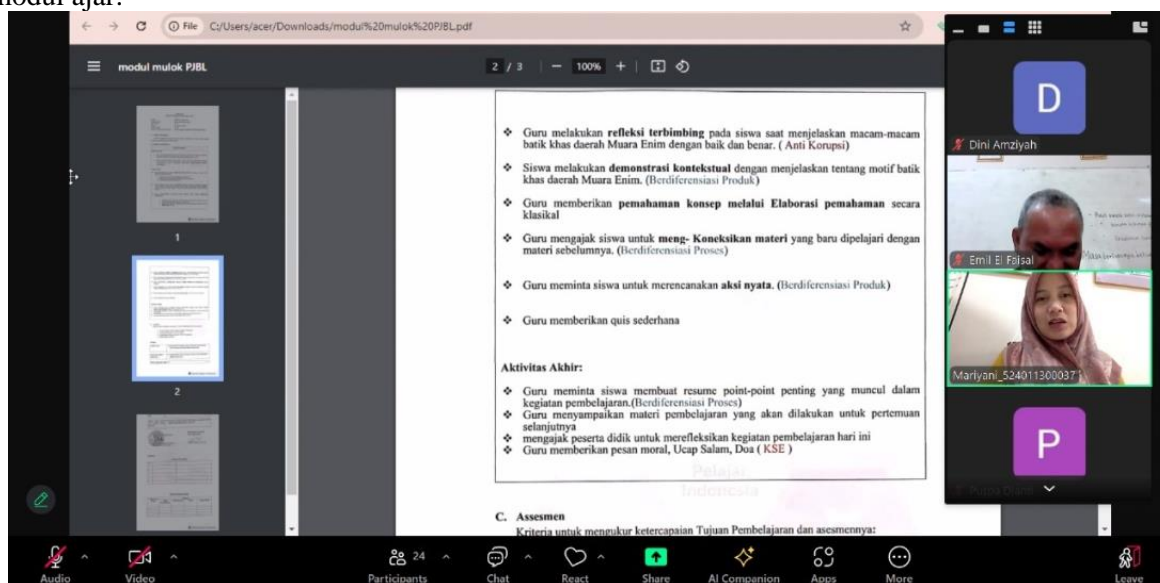 modul ajar.
File C:/Users/acer/Downloads/modul%20mulok%20PJBL.pdf
modul mulok PJBL
2 / 3
100%
❖ Guru melakukan refleksi terbimbing pada siswa saat menjelaskan macam-macam
batik khas daerah Muara Enim dengan baik dan benar. ( Anti Korupsi)
❖ Siswa melakukan demonstrasi kontekstual dengan menjelaskan tentang motif batik
khas daerah Muara Enim. (Berdiferensiasi Produk)
❖ Guru memberikan pemahaman konsep melalui Elaborasi pemahaman secara
klasikal
❖ Guru mengajak siswa untuk meng- Koneksikan materi yang baru dipelajari dengan
materi sebelumnya. (Berdiferensiasi Proses)
❖ Guru meminta siswa untuk merencanakan aksi nyata. (Berdiferensiasi Produk)
❖ Guru memberikan quis sederhana
Aktivitas Akhir:
❖ Guru meminta siswa membuat resume point-point penting yang muncul dalam
kegiatan pembelajaran.(Berdiferensiasi Proses)
❖ Guru menyampaikan materi pembelajaran yang akan dilakukan untuk pertemuan
selanjutnya
❖ mengajak peserta didik untuk merefleksikan kegiatan pembelajaran hari ini
❖ Guru memberikan pesan moral, Ucap Salam, Doa ( KSE )
Pelajar
Indonesia
C. Assesmen
Kriteria untuk mengukur ketercapaian Tujuan Pembelajaran dan asesmennya:
1
2
D
Dini Amziyah
Emil El Faisal
Mariyani_524011300037
P
Audio
Video
24
Participants
Chat
React
Share
AI Companion
Apps
More
Leave